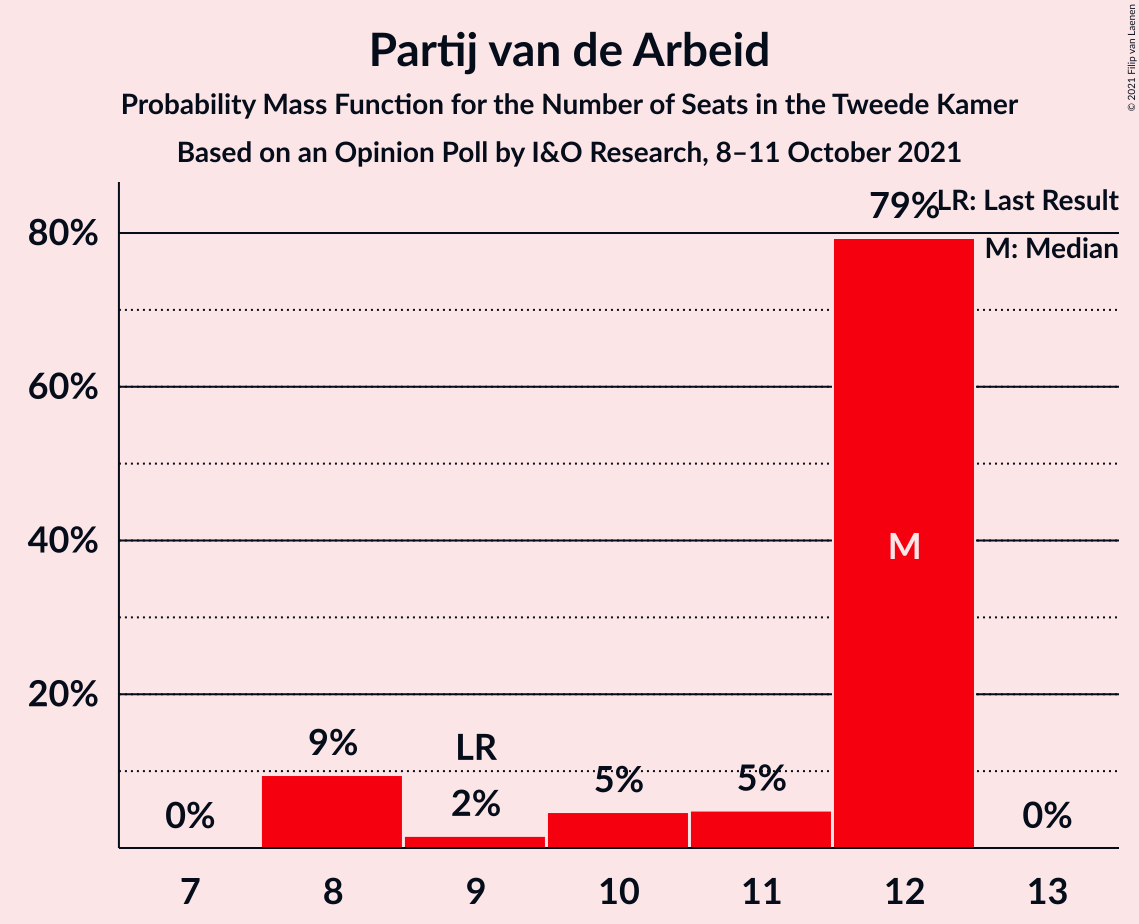 Partij van de Arbeid
Probability Mass Function for the Number of Seats in the Tweede Kamer
Based on an Opinion Poll by I&O Research, 8–11 October 2021
© 2021 Filip van Laenen
LR: Last Result
M: Median
80%
60%
40%
20%
0%
9%
LR
2%
5%
5%
79%
M
0%
7 8 9 10 11 12 13